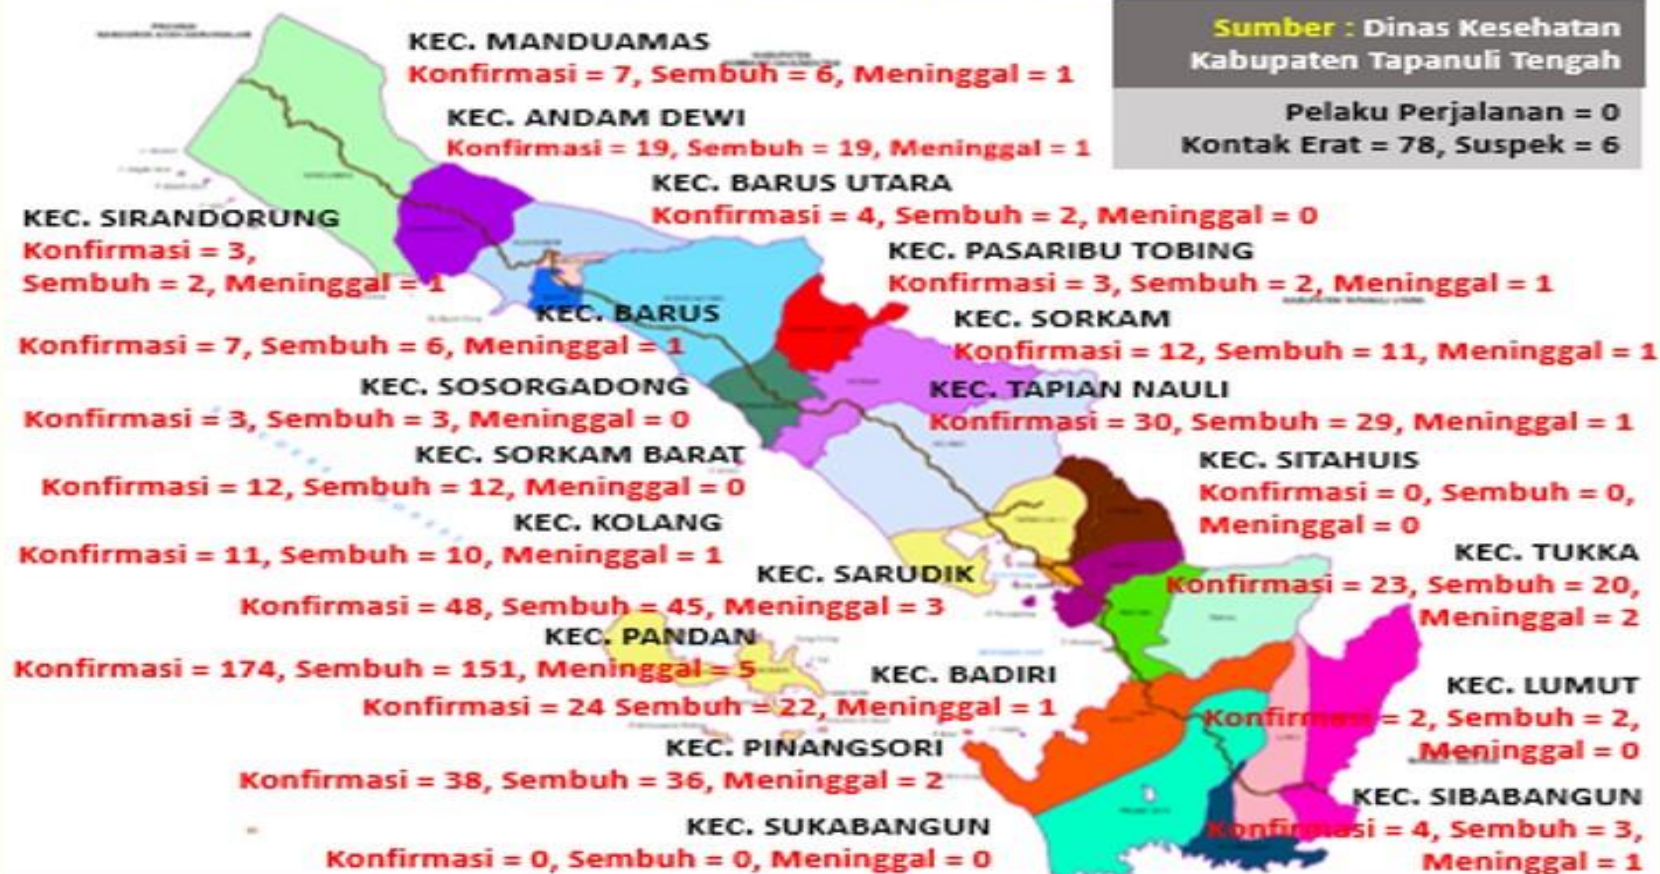 KEC. MANDUAMAS
Konfirmasi = 7, Sembuh = 6, Meninggal = 1
Sumber : Dinas Kesehatan
Kabupaten Tapanuli Tengah
Pelaku Perjalanan = 0
Kontak Erat = 78, Suspek = 6
KEC. ANDAM DEWI
Konfirmasi = 19, Sembuh = 19, Meninggal = 1
KEC. BARUS UTARA
Konfirmasi = 4, Sembuh = 2, Meninggal = 0
KEC. SIRANDORUNG
Konfirmasi = 3,
Sembuh = 2, Meninggal = 1
KEC. PASARIBU TOBING
Konfirmasi = 3, Sembuh = 2, Meninggal = 1
KEC. BARUS
Konfirmasi = 7, Sembuh = 6, Meninggal = 1
KEC. SORKAM
Konfirmasi = 12, Sembuh = 11, Meninggal = 1
KEC. SOSORGADONG
Konfirmasi = 3, Sembuh = 3, Meninggal = 0
KEC. TAPIAN NAULI
Konfirmasi = 30, Sembuh = 29, Meninggal = 1
KEC. SORKAM BARAT
Konfirmasi = 12, Sembuh = 12, Meninggal = 0
KEC. SITAHUIS
Konfirmasi = 0, Sembuh = 0,
Meninggal = 0
KEC. KOLANG
Konfirmasi = 11, Sembuh = 10, Meninggal = 1
KEC. TUKKA
Konfirmasi = 23, Sembuh = 20,
Meninggal = 2
KEC. SARUDIK
Konfirmasi = 48, Sembuh = 45, Meninggal = 3
KEC. PANDAN
Konfirmasi = 174, Sembuh = 151, Meninggal = 5
KEC. BADIRI
Konfirmasi = 24 Sembuh = 22, Meninggal = 1
KEC. LUMUT
Konfirmasi = 2, Sembuh = 2,
Meninggal = 0
KEC. PINANGSORI
Konfirmasi = 38, Sembuh = 36, Meninggal = 2
KEC. SIBABANGUN
Konfirmasi = 4, Sembuh = 3,
Meninggal = 1
KEC. SUKABANGUN
Konfirmasi = 0, Sembuh = 0, Meninggal = 0